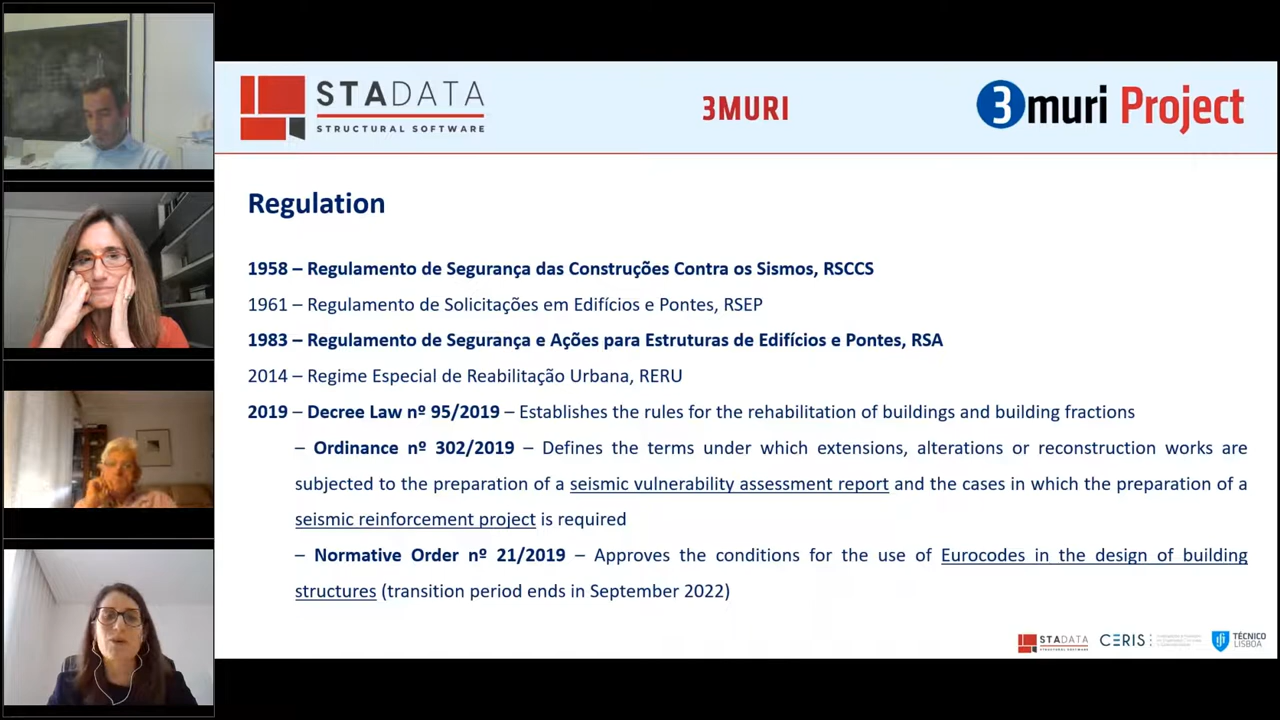 STADATA
STRUCTURAL SOFTWARE
3MURI
3muri Project
Regulation
1958 – Regulamento de Segurança das Construções Contra os Sismos, RSCCS
1961 – Regulamento de Solicitações em Edifícios e Pontes, RSEP
1983 – Regulamento de Segurança e Ações para Estruturas de Edifícios e Pontes, RSA
2014 – Regime Especial de Reabilitação Urbana, RERU
2019 – Decree Law nº 95/2019 – Establishes the rules for the rehabilitation of buildings and building fractions
– Ordinance nº 302/2019 – Defines the terms under which extensions, alterations or reconstruction works are
subjected to the preparation of a seismic vulnerability assessment report and the cases in which the preparation of a
seismic reinforcement project is required
– Normative Order nº 21/2019 – Approves the conditions for the use of Eurocodes in the design of building
structures (transition period ends in September 2022)
STADATA
STRUCTURAL SOFTWARE
CERIS
TÉCNICO
LISBOA